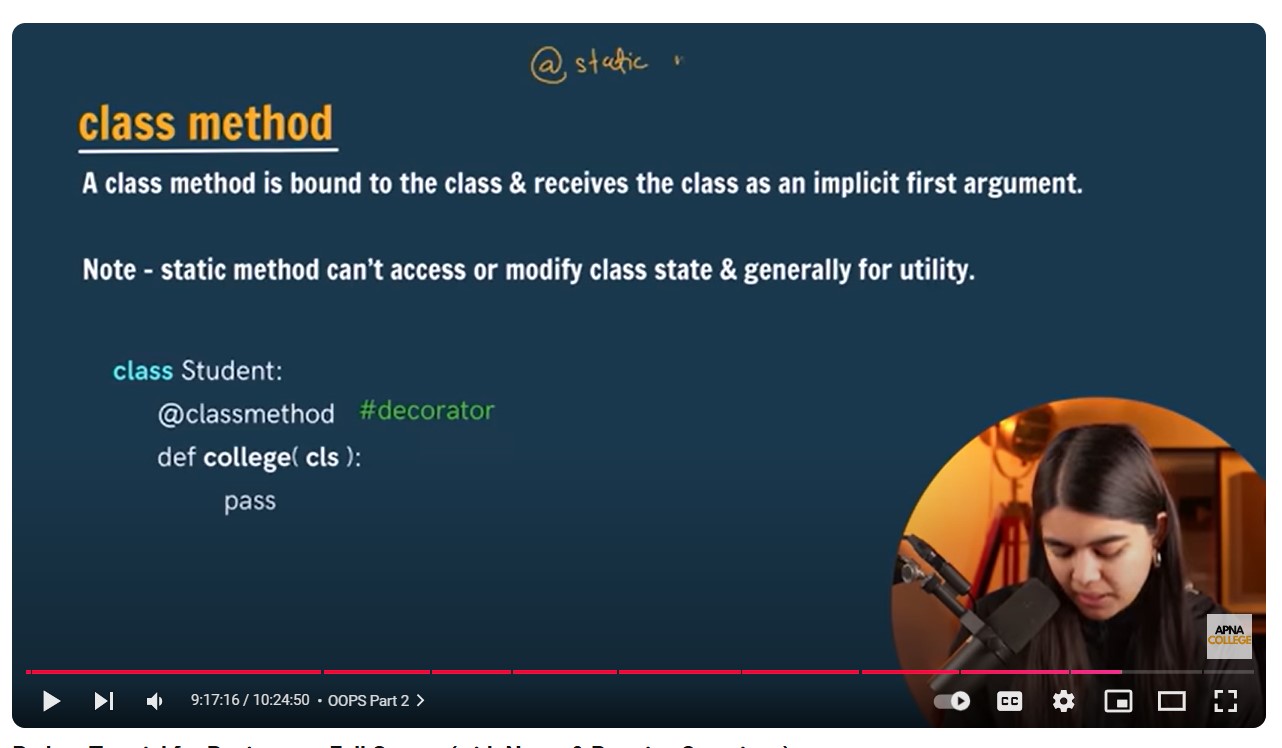 @ static
class method
A class method is bound to the class & receives the class as an implicit first argument.
Note - static method can't access or modify class state & generally for utility.
class Student:
@classmethod #decorator
def college( cls ):
pass
APNA
COLLEGE
9:17:16 / 10:24:50 • OOPS Part 2
CC